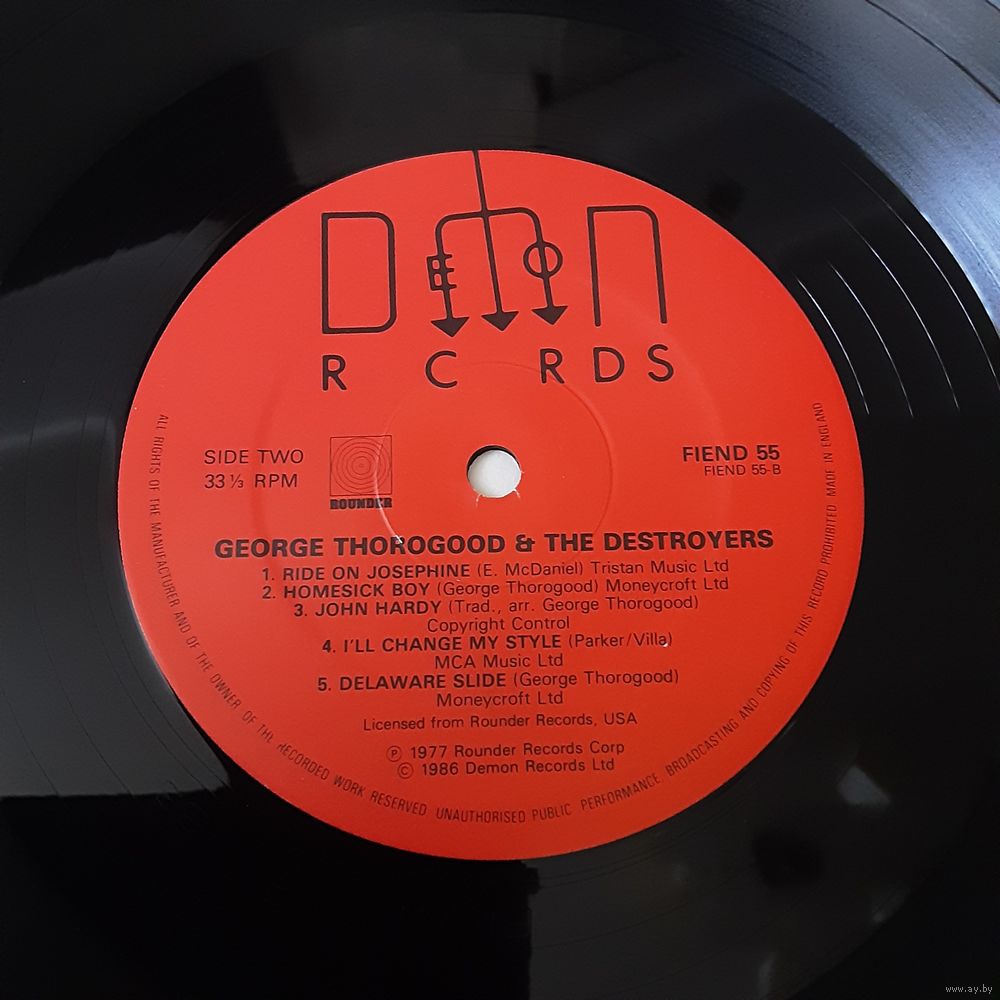 DEMON
RECORDS
SIDE TWO
33 ⅓ RPM
ROUNDER
FIEND 55
FIEND 55-B
GEORGE THOROGOOD & THE DESTROYERS
1. RIDE ON JOSEPHINE (E. McDaniel) Tristan Music Ltd
2. HOMESICK BOY (George Thorogood) Moneycroft Ltd
3. JOHN HARDY (Trad., arr. George Thorogood)
Copyright Control
4. I'LL CHANGE MY STYLE (Parker/Villa)
MCA Music Ltd
5. DELAWARE SLIDE (George Thorogood)
Moneycroft Ltd
Licensed from Rounder Records, USA
Ⓟ 1977 Rounder Records Corp
© 1986 Demon Records Ltd
ALL RIGHTS OF THE MANUFACTURER AND OF THE OWNER OF THE RECORDED WORK RESERVED UNAUTHORISED PUBLIC PERFORMANCE, BROADCASTING AND COPYING OF THIS RECORD PROHIBITED MADE IN ENGLAND
www.ay.by